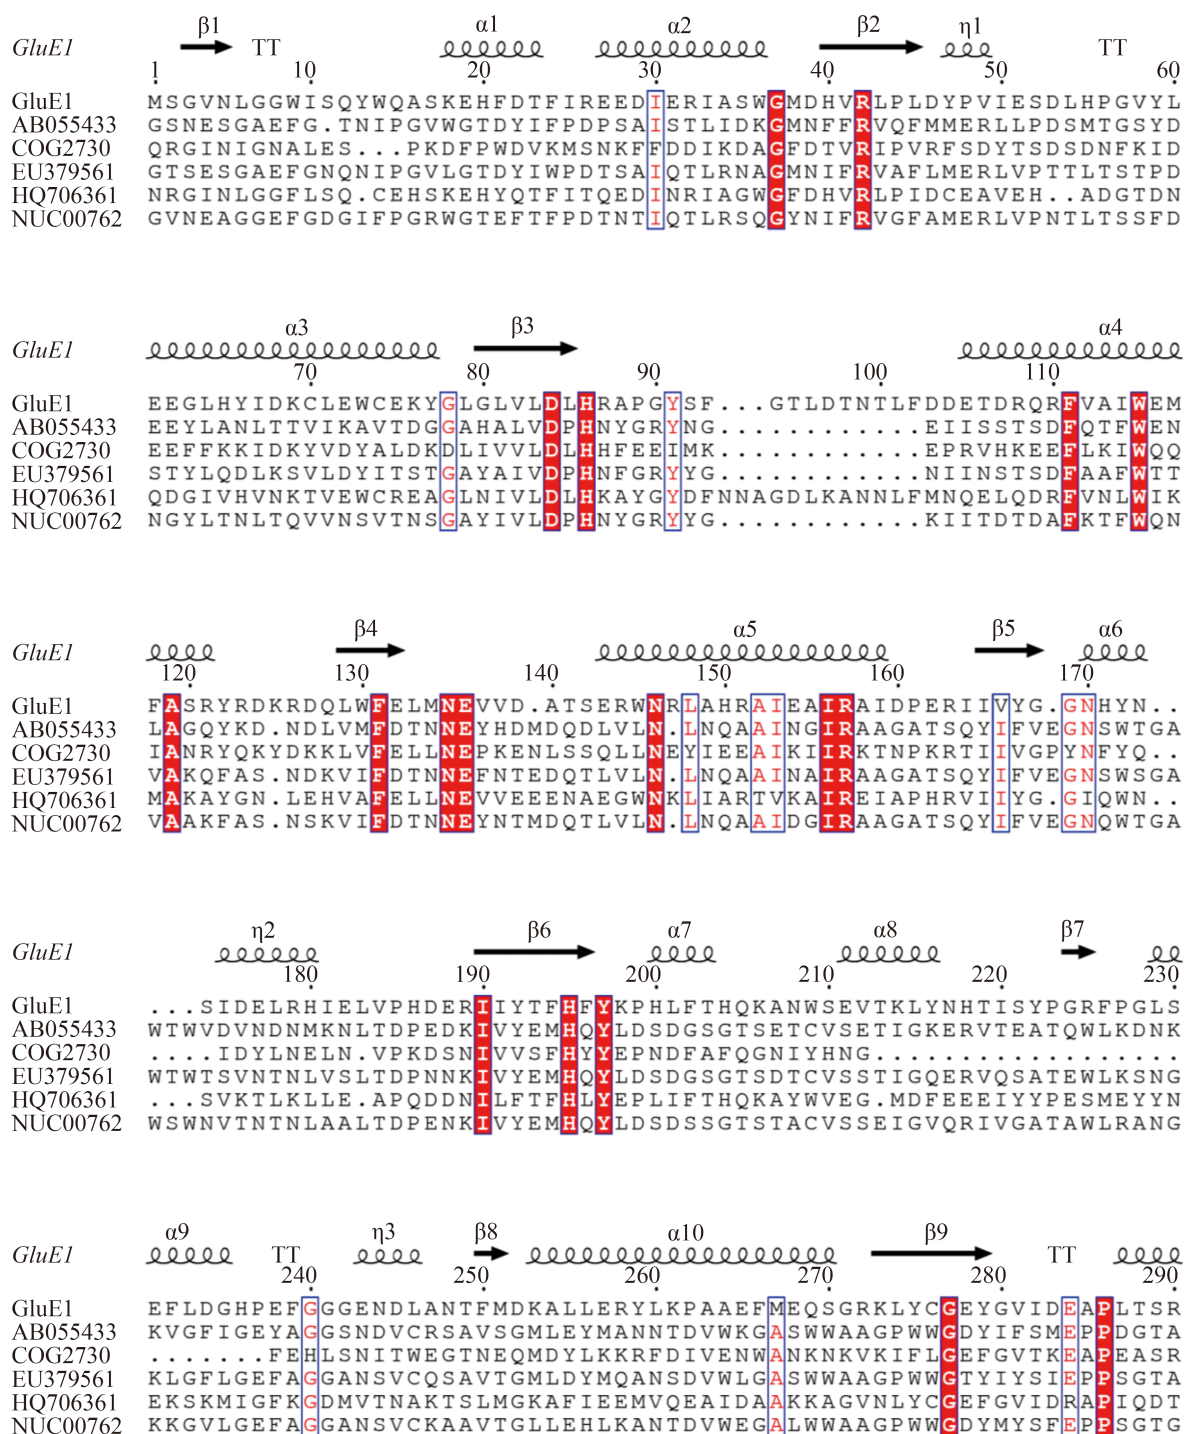 β1 α1 α2 β2 η1
GluE1 TT TT
1 10 20 30 40 50 60
GluE1 MSGVNLGGWISQYWQASKEHFDTFIREEDIERIASWGMDHVRLPLDYPVIESDLHPGVYL
AB055433 GSNESGAEFG.TNIPGVWGTDYIFPDPSAISTLIDKGMNFFRVQFMMERLLPDSMTGSYD
COG2730 QRGINIGNALES...PKDFPWDVKMSNKFFDDIKDAGFDTVRIPVRFSDYTSDSDNFKID
EU379561 GTSESGAEFGNQNIPGVLGTDYIWPDTSAIQTLRNAGMNIFRVAFLMERLVPTTLTSTPD
HQ706361 NRGINLGGFLSQ.CEHSKEHYQTFITQEDINRIAGWGFDHVRLPIDCEAVEH..ADGTDN
NUC00762 GVNEAGGEFGDGIFPGRWGTEFTFPDTNTIQTLRSQGYNIFRVGFAMERLVPNTLTSSFD
α3 β3 α4
GluE1
70 80 90 100 110
GluE1 EEGLHYIDKCLEWCEKYGLGLVLDLHRAPGYSF...GTLDTNTLFDDETDRQRFVAIWEM
AB055433 EEYLANLTTVIKAVTDGGAHALVDPHNYGRYNG............EIISSTSDFQTFWEN
COG2730 EEFFKKIDKYVDYALDKDLIVVLDLHHFEEIMK............EPRVHKEEFLKIWQQ
EU379561 STYLQDLKSVLDYITSTGAYAIVDPHNFGRYYG............NIINSTSDFAAFWTT
HQ706361 QDGIVHVNKTVEWCREAGLNIVLDLHKAYGYDFNNAGDLKANNLFMNQELQDRFVNLWIK
NUC00762 NGYLTNLTQVVNSVTNSGAYIVLDPHNYGRYYG............KIITDTDAFKTFWQN
β4 α5 β5 α6
GluE1
120 130 140 150 160 170
GluE1 FASRYRDKRDQLWFELMNEVVD.ATSERWNRLAHRAIEAIRAIDPERIIVYG.GNHYN..
AB055433 LAGQYKD.NDLVMFDTNNEYHDMDQDLVLN.LNQAAINGIRAAGATSQYIFVEGNSWTGA
COG2730 IANRYQKYDKKLVFELLNEPKENLSSQLLNEYIEEAIKIIRKTNPKRTIIVGPYNFYQ..
EU379561 VAKQFAS.NDKVIFDTNNEFNTEDQTLVLN.LNQAAINAIRAAGATSQYIFVEGNSWSGA
HQ706361 MAKAYGN.LEHVAFELLNEVVEEENAEGWNKLIARTVKAIREIAPHRVIIYG.GIQWN..
NUC00762 VAAKFAS.NSKVIFDTNNEYNTMDQTLVLN.LNQAAIDGIRAAGATSQYIFVEGNQWTGA
η2 β6 α7 α8 β7
GluE1
180 190 200 210 220 230
GluE1 ...SIDELRHIELVPHDERIIYTFHFYKPHLFTHQKANWSEVTKLYNHTISYPGRFPGLS
AB055433 WTWVDVNDNMKNLTDPEDKIVYEMHQYLDSDGSGTSETCVSETIGKERVTEATQWLKDNK
COG2730 ....IDYLNELN.VPKDSNIVVSFHYYEPNDFAFQGNIYHNG..................
EU379561 WTWTSVNTNLVSLTDPNNKIVYEMHQYLDSDGSGTSDTCVSSTIGQERVQSATEWLKSNG
HQ706361 ...SVKTLKLLE.APQDDNILFTFHLYEPLIFTHQKAYWVEG.MDFEEEIYYPESMEYYN
NUC00762 WSWNVTNTNLAALTDPENKIVYEMHQYLDSDSSGTSTACVSSEIGVQRIVGATAWLRANG
α9 η3 β8 α10 β9
GluE1 TT TT
240 250 260 270 280 290
GluE1 EFLDGHPEFGGGENDLANTFMDKALLERYLKPAAEFMEQSGRKLYCGEYGVIDEAPLTSR
AB055433 KVGFIGEYAGGSNDVCRSAVSGMLEYMANNTDVWKGASWWAAGPWWGDYIFSMEPPDGTA
COG2730 .......FEHLSNITWEGTNEQMDYLKKRFDIVENWANKNKVKIFLGEFGVTKEAPEASR
EU379561 KLGFLGEFAGGANSVCQSAVTGMLDYMQANSDVWLGASWWAAGPWWGTYIYSIEPPSGTA
HQ706361 EKSKMIGFKGDMVTNAKTSLMGKAFIEEMVQEAIDAAKKAGVNLYCGEFGVIDRAPIQDT
NUC00762 KKGVLGEFAGGANSVCKAAVTGLLEHLKANTDVWEGALWWAAGPWWGDYMYSFEPPSGTG